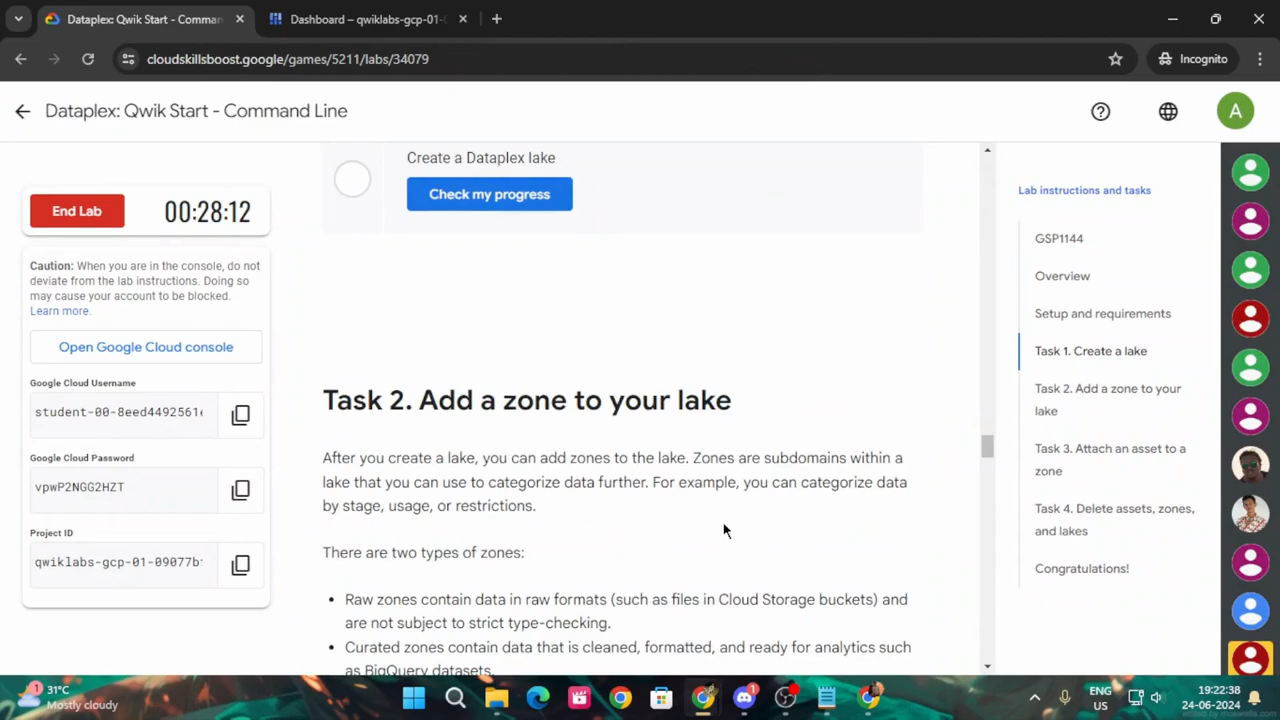 Dataplex: Qwik Start - Comman
Dashboard – qwiklabs-gcp-01-
cloudskillsboost.google/games/5211/labs/34079
Incognito
Dataplex: Qwik Start - Command Line
A
End Lab
00:28:12
Caution: When you are in the console, do not
deviate from the lab instructions. Doing so
may cause your account to be blocked.
Learn more.
Open Google Cloud console
Google Cloud Username
student-00-8eed4492561
Google Cloud Password
vpwP2NGG2HZT
Project ID
qwiklabs-gcp-01-09077b
Create a Dataplex lake
Check my progress
Task 2. Add a zone to your lake
After you create a lake, you can add zones to the lake. Zones are subdomains within a
lake that you can use to categorize data further. For example, you can categorize data
by stage, usage, or restrictions.
There are two types of zones:
• Raw zones contain data in raw formats (such as files in Cloud Storage buckets) and
are not subject to strict type-checking.
• Curated zones contain data that is cleaned, formatted, and ready for analytics such
as BigQuery datasets.
Lab instructions and tasks
GSP1144
Overview
Setup and requirements
Task 1. Create a lake
Task 2. Add a zone to your
lake
Task 3. Attach an asset to a
zone
Task 4. Delete assets, zones,
and lakes
Congratulations!
1
31°C
Mostly cloudy
1
ENG
US
19:22:38
24-06-2024